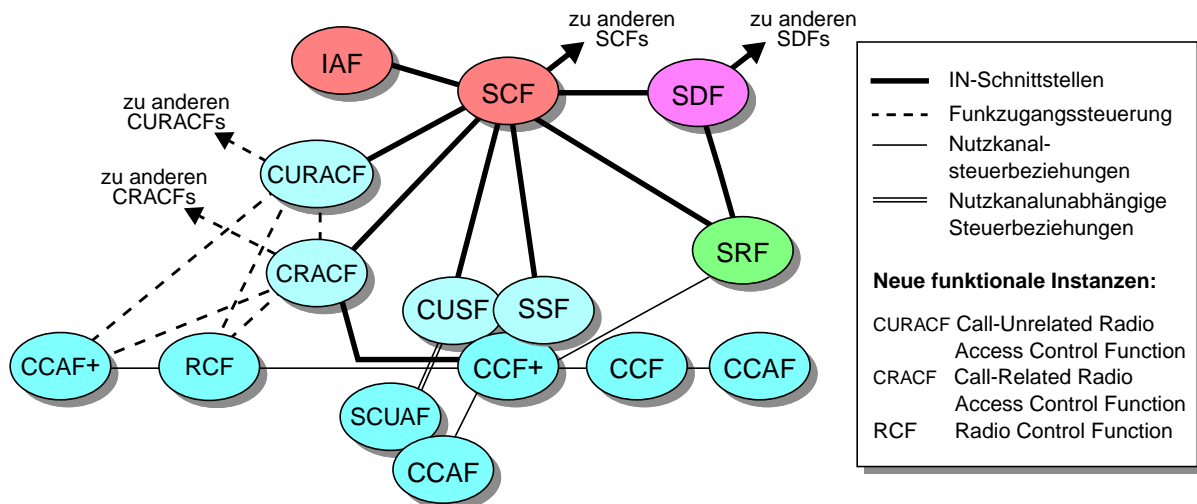 zu anderen
SCFs
zu anderen
SDFs
IAF
SCF
SDF
zu anderen
CURACFs
CURACF
zu anderen
CRACFs
CRACF
SRF
CUSF
SSF
CCAF+
RCF
CCF+
CCF
CCAF
SCUAF
CCAF
IN-Schnittstellen
Funkzugangssteuerung
Nutzkanal-
steuerbeziehungen
Nutzkanalunabhängige
Steuerbeziehungen
Neue funktionale Instanzen:
CURACF Call-Unrelated Radio
Access Control Function
CRACF Call-Related Radio
Access Control Function
RCF Radio Control Function